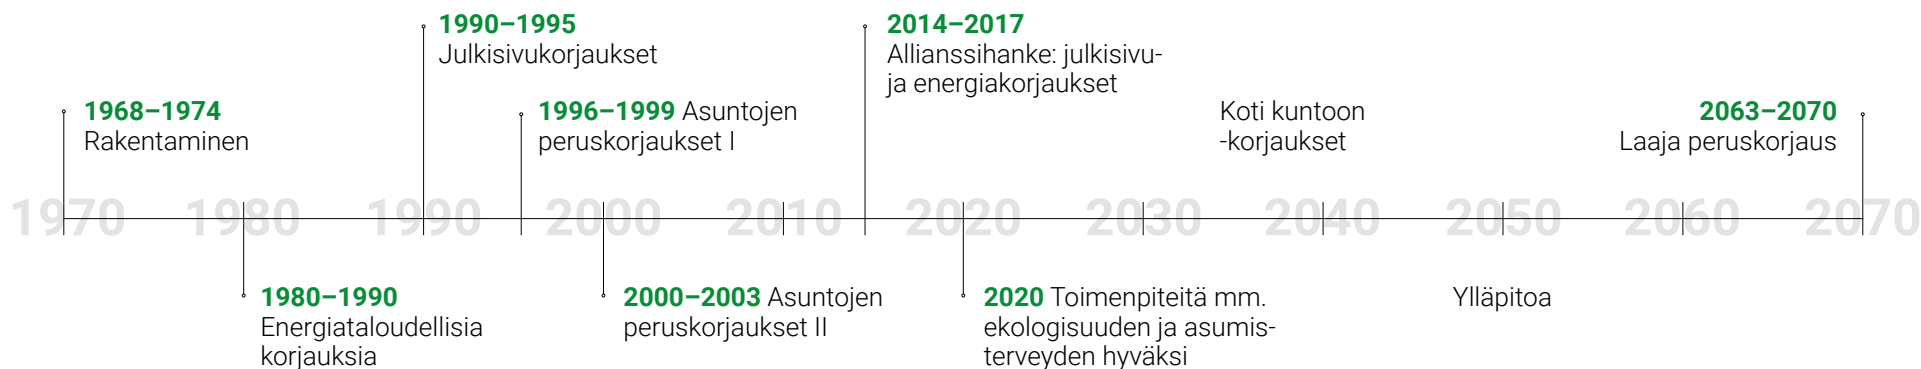 1990–1995
Julkisivukorjaukset
2014–2017
Allianssihanke: julkisivu-
ja energiakorjaukset
1968–1974
Rakentaminen
1996–1999 Asuntojen
peruskorjaukset I
Koti kuntoon
-korjaukset
2063–2070
Laaja peruskorjaus
1970 1980 1990 2000 2010 2020 2030 2040 2050 2060 2070
1980–1990
Energiataloudellisia
korjauksia
2000–2003 Asuntojen
peruskorjaukset II
2020 Toimenpiteitä mm.
ekologisuuden ja asumis-
terveyden hyväksi
Ylläpitoa